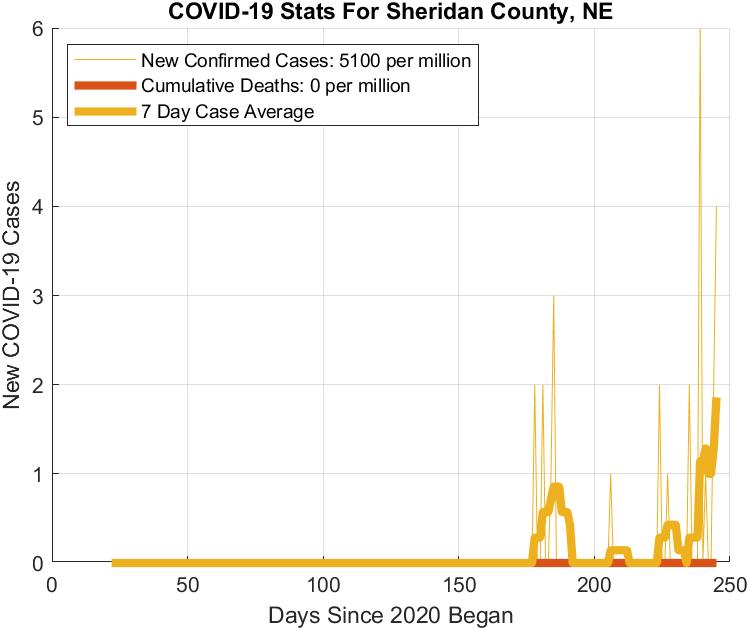 COVID-19 Stats For Sheridan County, NE
6
5
4
3
2
1
0
New COVID-19 Cases
New Confirmed Cases: 5100 per million
Cumulative Deaths: 0 per million
7 Day Case Average
0 50 100 150 200 250
Days Since 2020 Began